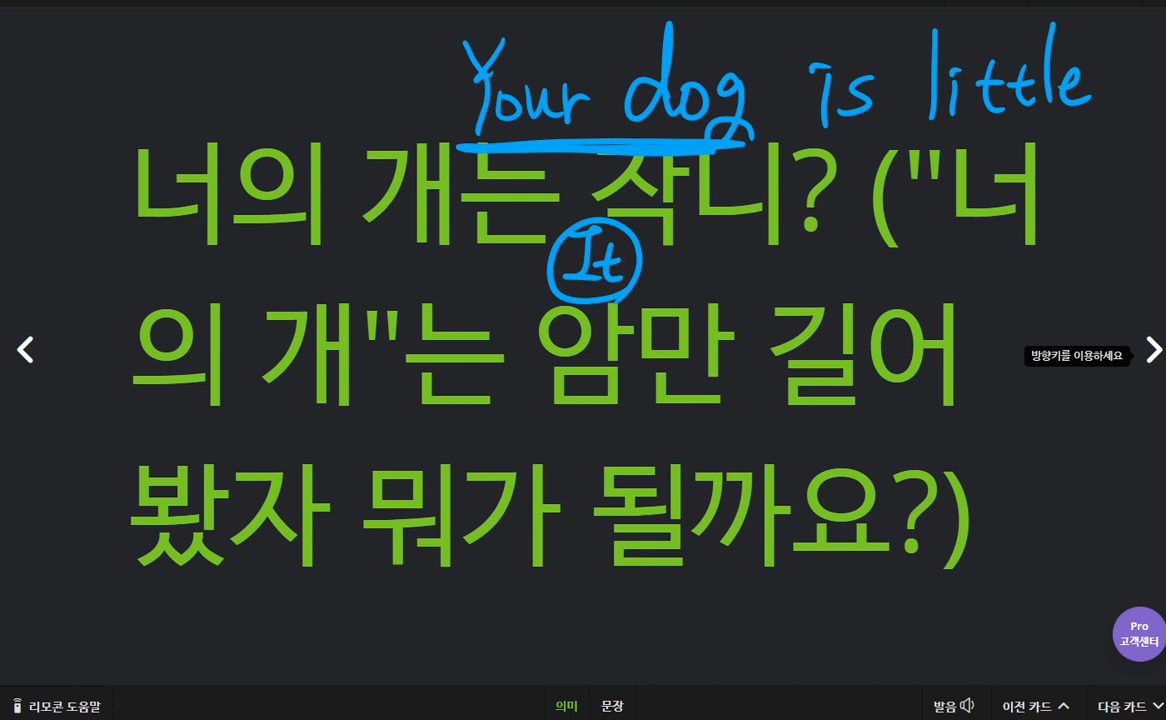 Your dog is little
너의 개는 작니? ("너
It
의 개"는 암만 길어
방향키를 이용하세요
봤자 뭐가 될까요?)
Pro
고객센터
리모콘 도움말
의미
문장
발음
이전 카드
다음 카드